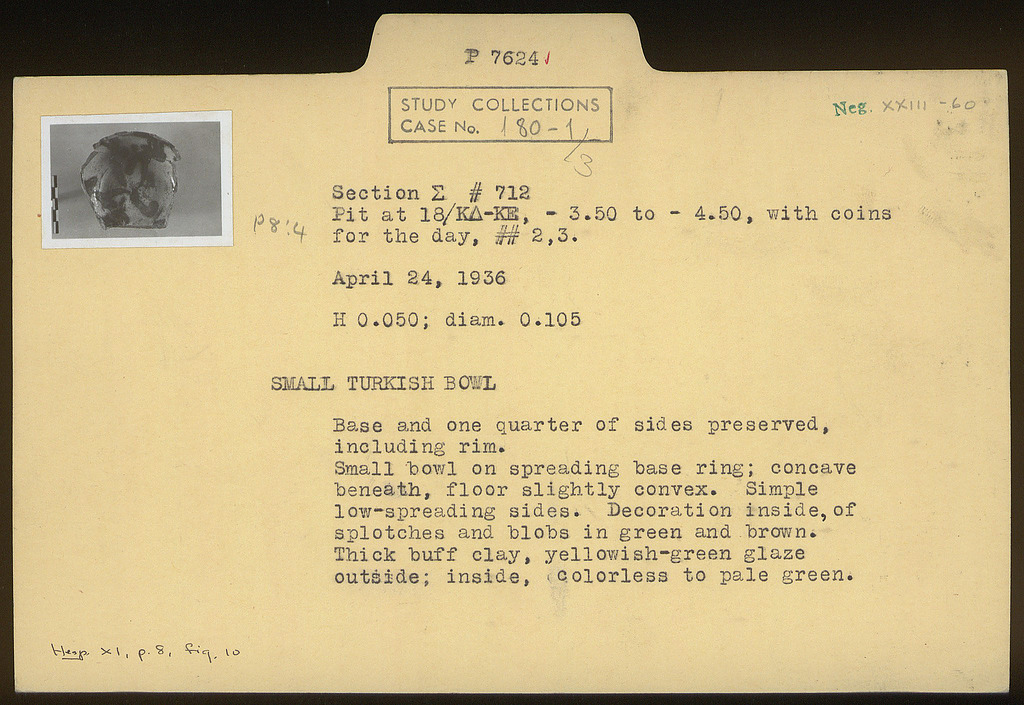 P 7624
STUDY COLLECTIONS
CASE No. 180-1/3
Neg. XXIII -60
P 8:4
Section Σ # 712
Pit at 18/ΚΔ-ΚΕ, - 3.50 to - 4.50, with coins
for the day, ## 2,3.
April 24, 1936
H 0.050; diam. 0.105
SMALL TURKISH BOWL
Base and one quarter of sides preserved,
including rim.
Small bowl on spreading base ring; concave
beneath, floor slightly convex. Simple
low-spreading sides. Decoration inside, of
splotches and blobs in green and brown.
Thick buff clay, yellowish-green glaze
outside; inside, colorless to pale green.
Hesp. XI, p. 8, fig. 10